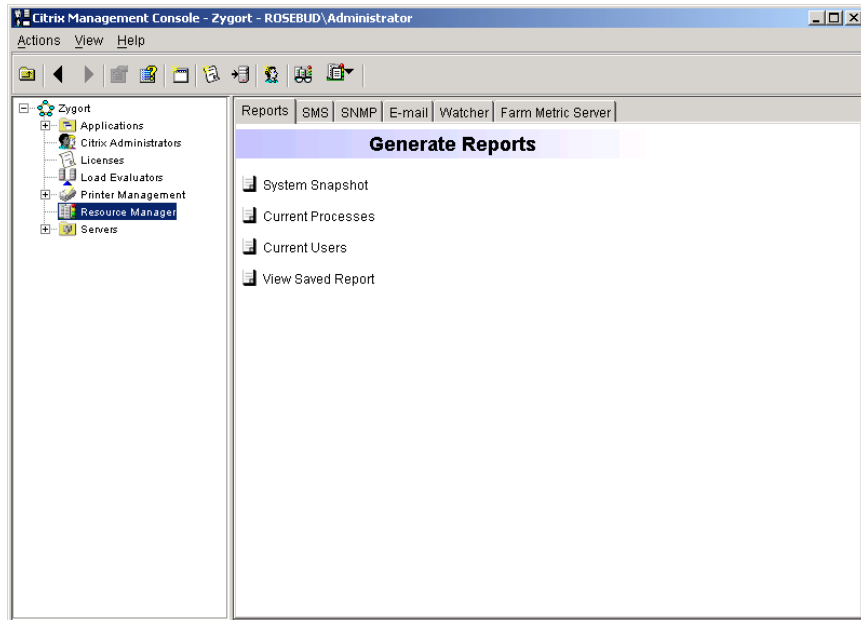 Citrix Management Console - Zygort - ROSEBUD\Administrator
Actions View Help
Zygort
Applications
Citrix Administrators
Licenses
Load Evaluators
Printer Management
Resource Manager
Servers
Reports SMS SNMP E-mail Watcher Farm Metric Server
Generate Reports
System Snapshot
Current Processes
Current Users
View Saved Report